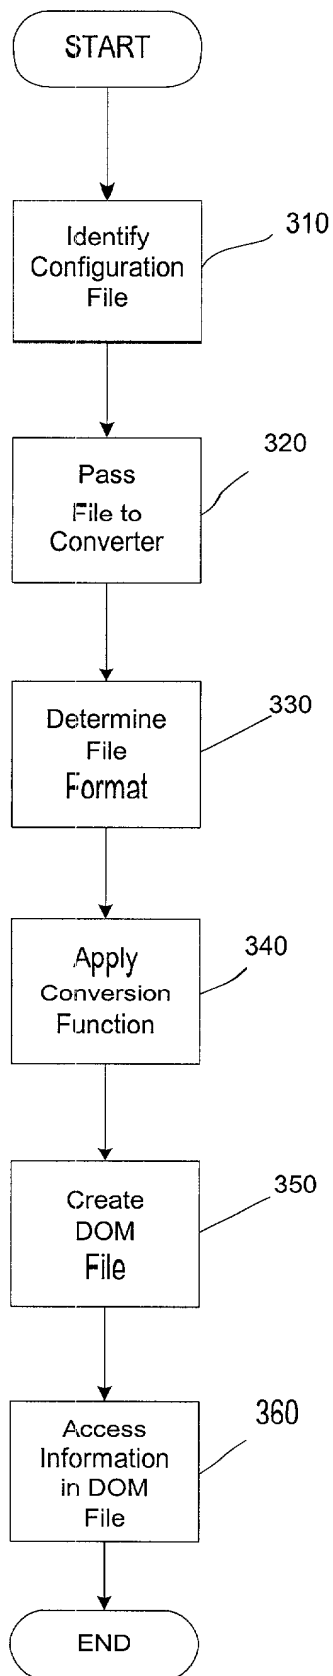 START
310
Identify
Configuration
File
320
Pass
File to
Converter
330
Determine
File
Format
340
Apply
Conversion
Function
350
Create
DOM
File
360
Access
Information
in DOM
File
END